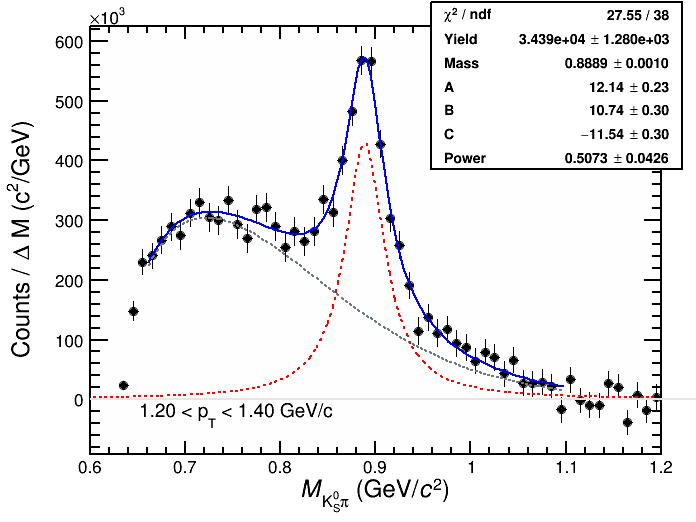 ×10³
χ² / ndf 27.55 / 38
Yield 3.439e+04 ± 1.280e+03
Mass 0.8889 ± 0.0010
A 12.14 ± 0.23
B 10.74 ± 0.30
C −11.54 ± 0.30
Power 0.5073 ± 0.0426
600
500
400
300
200
100
0
Counts / Δ M (c²/GeV)
1.20 < p_T < 1.40 GeV/c
0.6 0.7 0.8 0.9 1 1.1 1.2
M_{K⁰_Sπ} (GeV/c²)